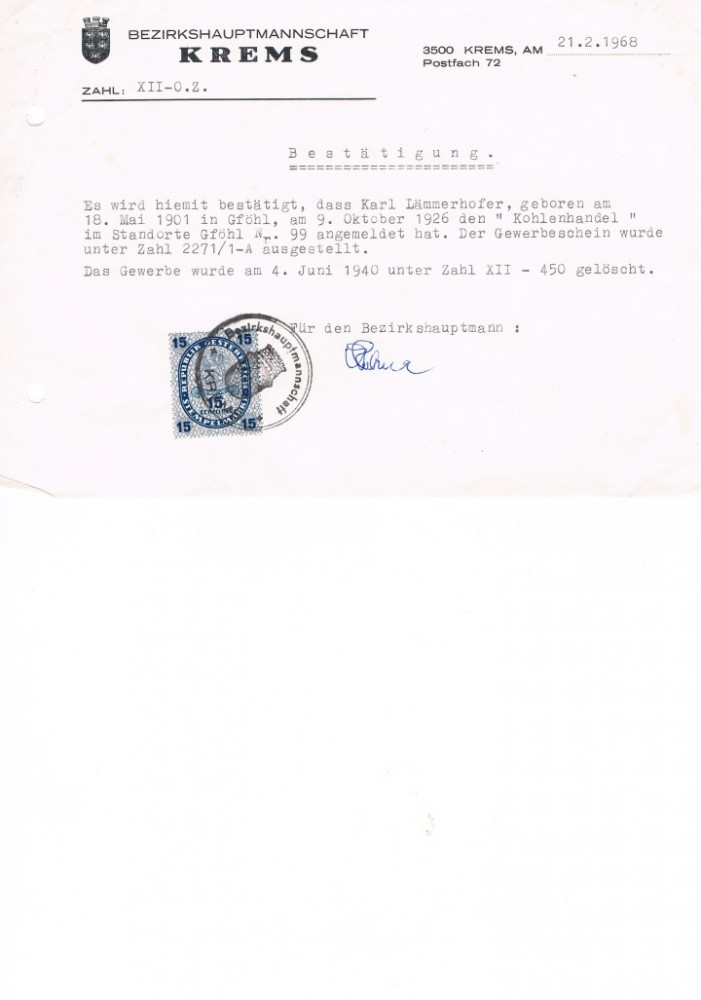 BEZIRKSHAUPTMANNSCHAFT
KREMS
3500 KREMS, AM 21.2.1968
Postfach 72
ZAHL: XII-O.Z.
Bestätigung.
Es wird hiemit bestätigt, dass Karl Lämmerhofer, geboren am
18. Mai 1901 in Gföhl, am 9. Oktober 1926 den " Kohlenhandel "
im Standorte Gföhl Nr. 99 angemeldet hat. Der Gewerbeschein wurde
unter Zahl 2271/1-A ausgestellt.
Das Gewerbe wurde am 4. Juni 1940 unter Zahl XII - 450 gelöscht.
Für den Bezirkshauptmann :
Bezirkshauptmannschaft
15 15
REPUBLIK OESTERREICH
15
SCHILLING
STEMPELMARKE
15 15